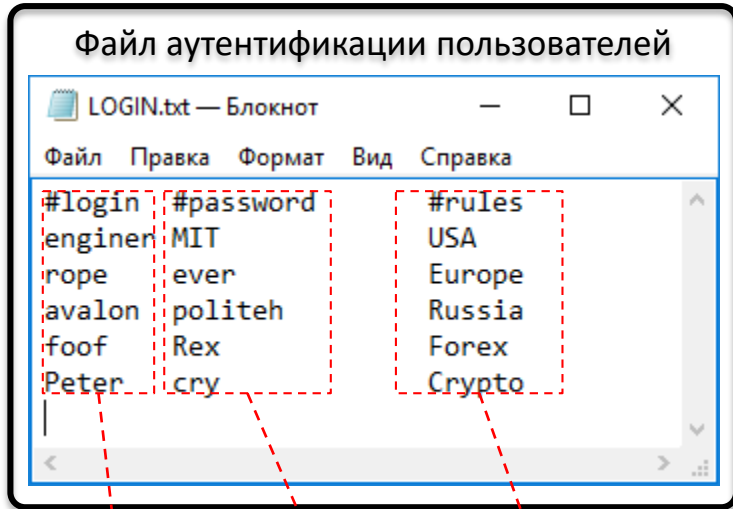 Файл аутентификации пользователей
LOGIN.txt — Блокнот
Файл Правка Формат Вид Справка
#login #password #rules
enginer MIT USA
rope ever Europe
avalon politeh Russia
foof Rex Forex
Peter cry Crypto